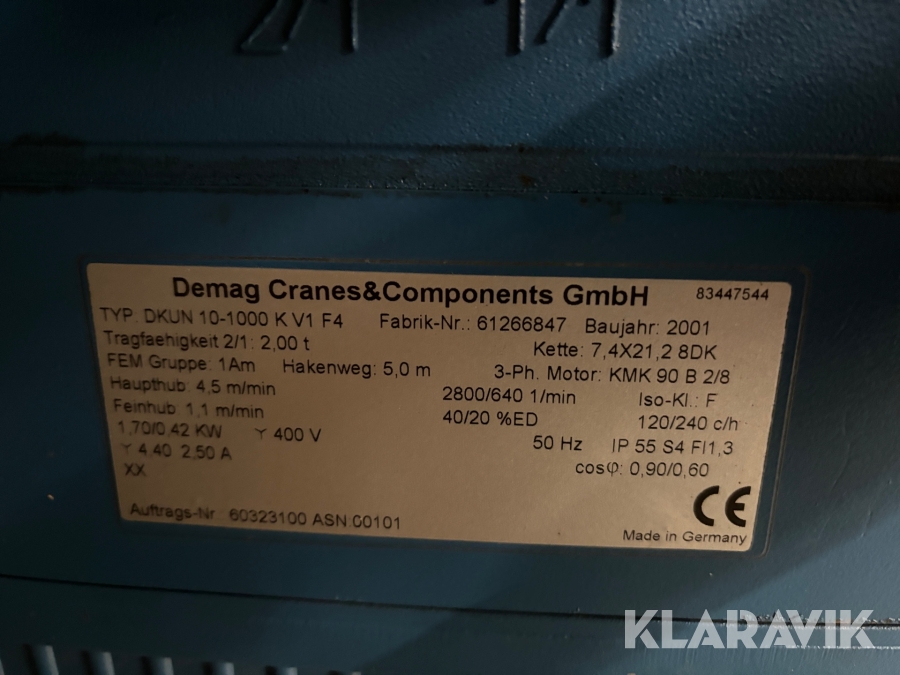 Demag Cranes&Components GmbH 83447544
TYP: DKUN 10-1000 K V1 F4 Fabrik-Nr.: 61266847 Baujahr: 2001
Tragfaehigkeit 2/1: 2,00 t Kette: 7,4X21,2 8DK
FEM Gruppe: 1Am Hakenweg: 5,0 m 3-Ph. Motor: KMK 90 B 2/8
Haupthub: 4,5 m/min 2800/640 1/min Iso-Kl.: F
Feinhub: 1,1 m/min 40/20 %ED 120/240 c/h
1,70/0,42 KW Y 400 V 50 Hz IP 55 S4 FI1,3
Y 4,40 2,50 A cosφ: 0,90/0,60
XX
Auftrags-Nr 60323100 ASN 00101
CE
Made in Germany
KLARAVIK